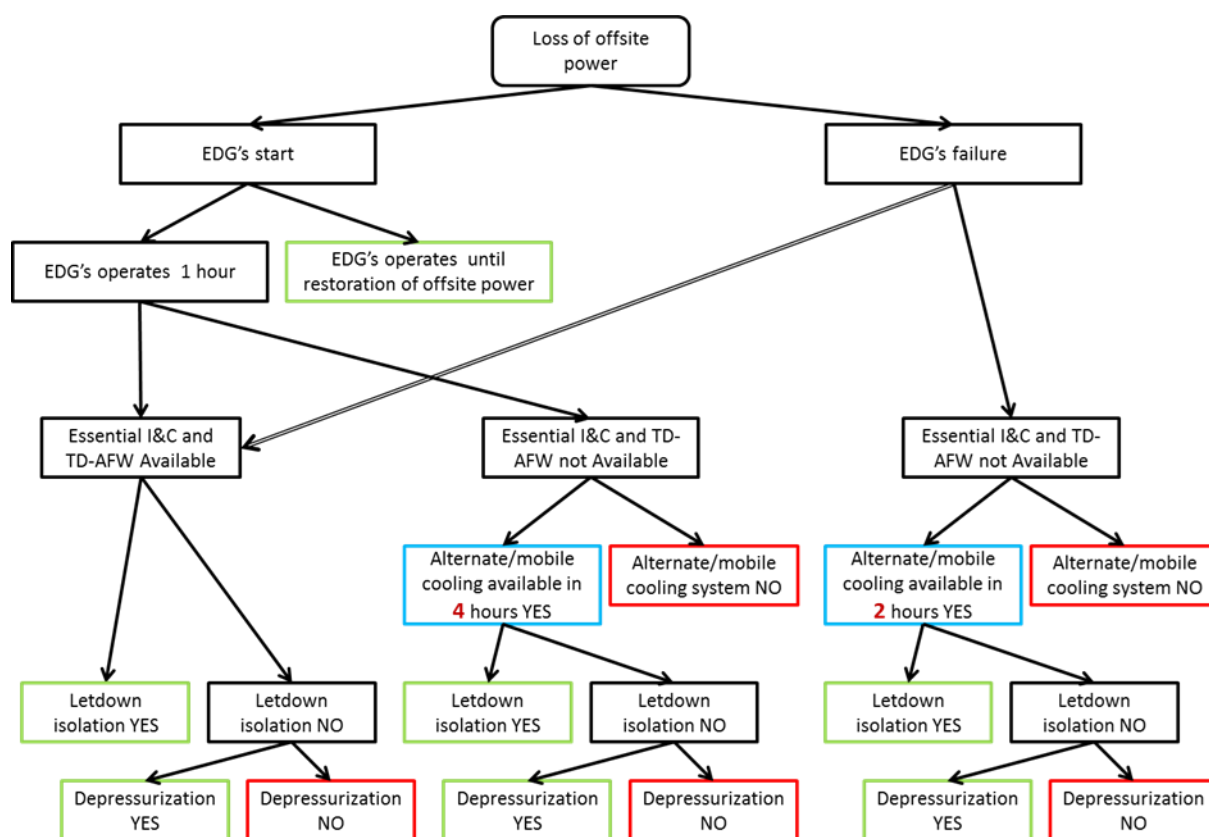 Loss of offsite
power
EDG's start
EDG's failure
EDG's operates 1 hour
EDG's operates until
restoration of offsite power
Essential I&C and
TD-AFW Available
Essential I&C and TD-
AFW not Available
Essential I&C and TD-
AFW not Available
Alternate/mobile
cooling available in
4 hours YES
Alternate/mobile
cooling system NO
Alternate/mobile
cooling available in
2 hours YES
Alternate/mobile
cooling system NO
Letdown
isolation YES
Letdown
isolation NO
Letdown
isolation YES
Letdown
isolation NO
Letdown
isolation YES
Letdown
isolation NO
Depressurization
YES
Depressurization
NO
Depressurization
YES
Depressurization
NO
Depressurization
YES
Depressurization
NO